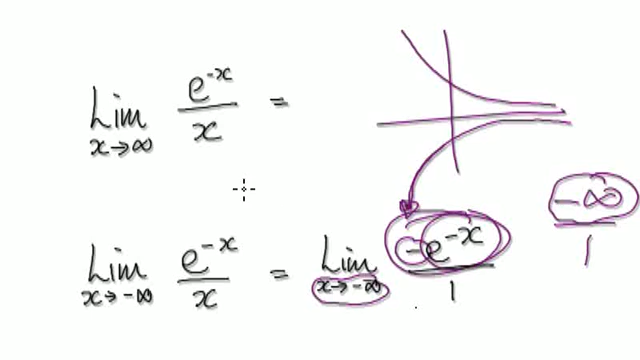 Lim x→∞ e^-x / x =
Lim x→-∞ e^-x / x = Lim x→-∞ -e^-x / 1
-∞ / 1